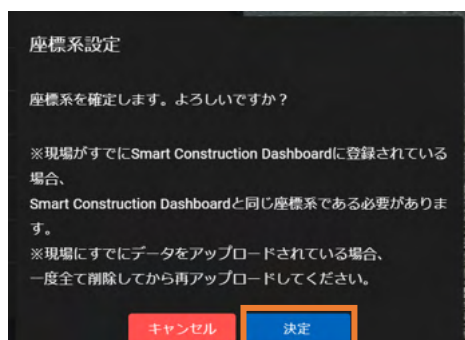 座標系設定
座標系を確定します。よろしいですか？
※現場がすでにSmart Construction Dashboardに登録されている
場合、
Smart Construction Dashboardと同じ座標系である必要がありま
す。
※現場にすでにデータをアップロードされている場合、
一度全て削除してから再アップロードしてください。
キャンセル 決定